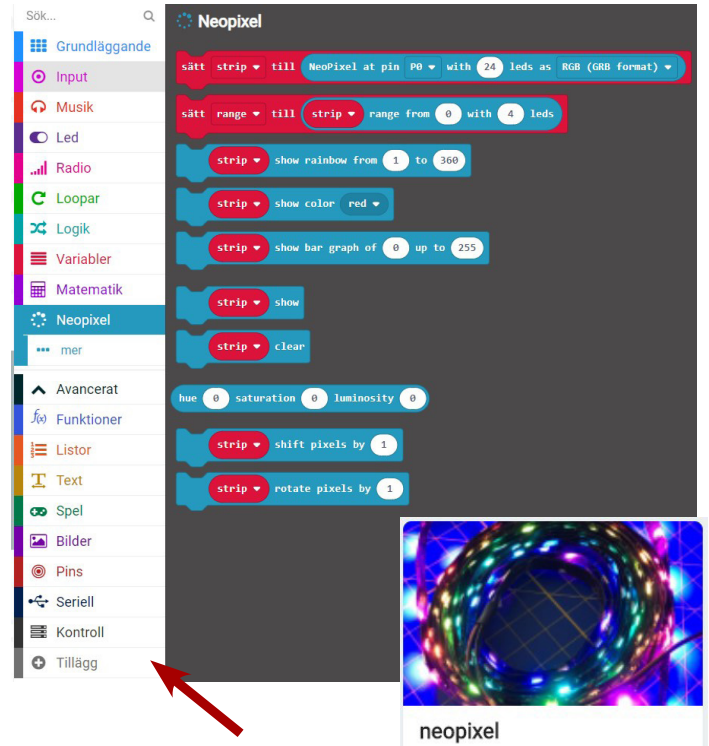 Sök...
Grundläggande
Input
Musik
Led
Radio
Loopar
Logik
Variabler
Matematik
Neopixel
mer
Avancerat
f(x) Funktioner
Listor
Text
Spel
Bilder
Pins
Seriell
Kontroll
Tillägg
Neopixel
sätt strip till NeoPixel at pin P0 with 24 leds as RGB (GRB format)
sätt range till strip range from 0 with 4 leds
strip show rainbow from 1 to 360
strip show color red
strip show bar graph of 0 up to 255
strip show
strip clear
hue 0 saturation 0 luminosity 0
strip shift pixels by 1
strip rotate pixels by 1
neopixel